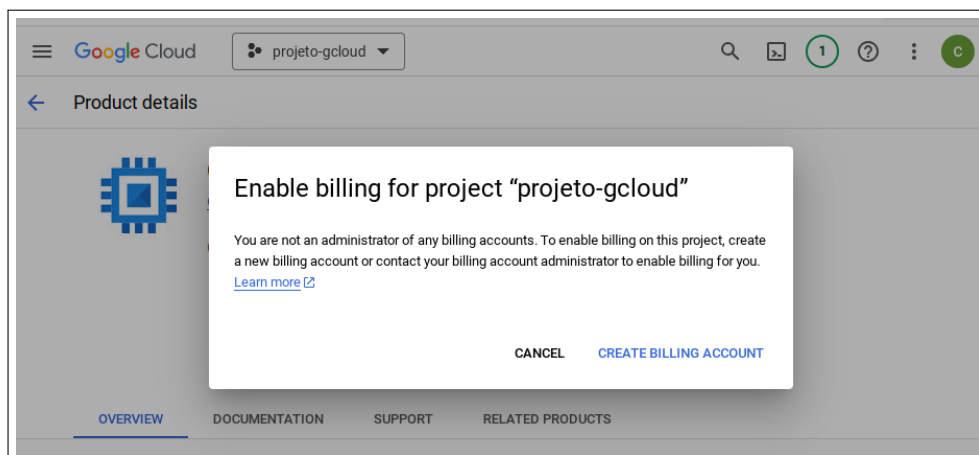 Google Cloud
projeto-gcloud
1
C
Product details
Enable billing for project “projeto-gcloud”
You are not an administrator of any billing accounts. To enable billing on this project, create
a new billing account or contact your billing account administrator to enable billing for you.
Learn more
CANCEL CREATE BILLING ACCOUNT
OVERVIEW DOCUMENTATION SUPPORT RELATED PRODUCTS